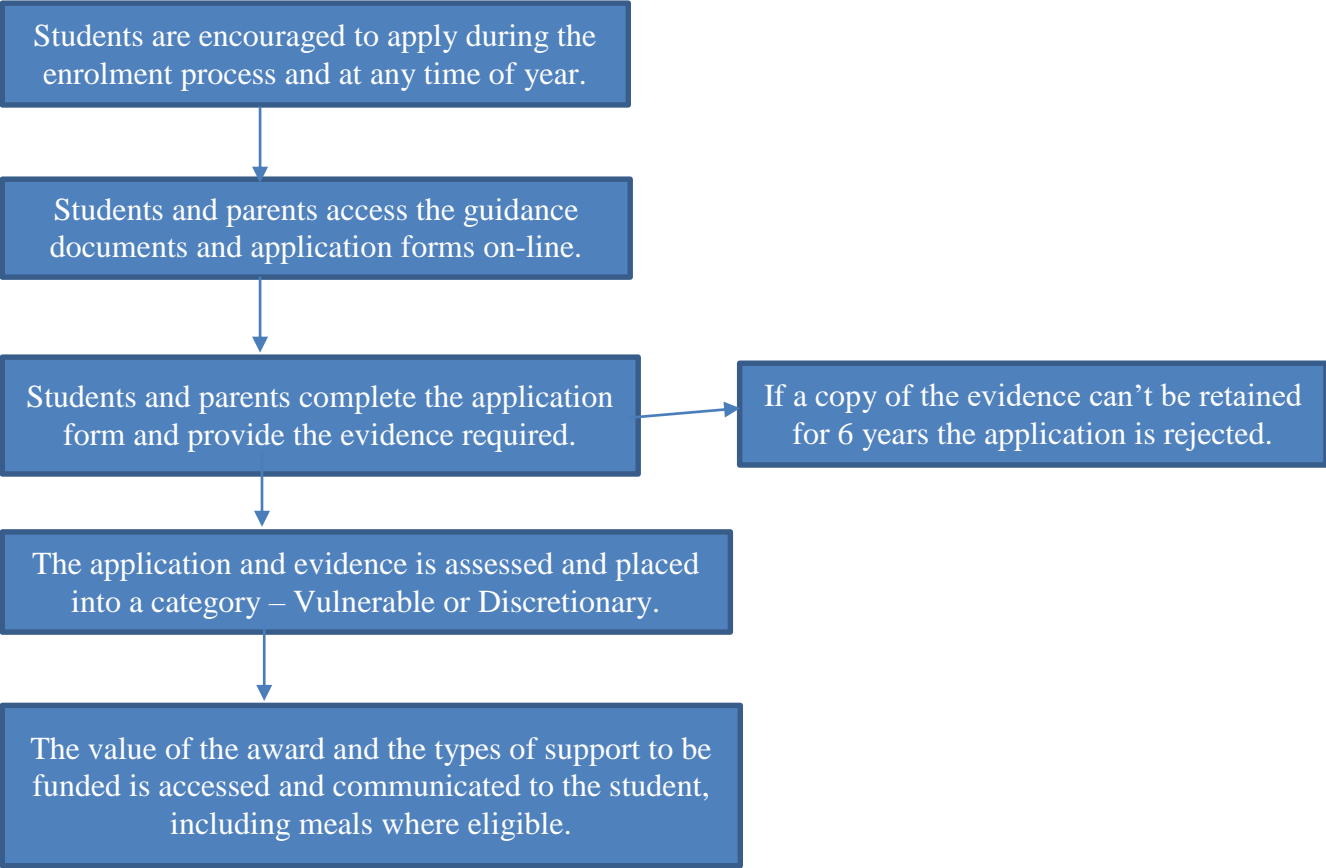 Students are encouraged to apply during the
enrolment process and at any time of year.
Students and parents access the guidance
documents and application forms on-line.
Students and parents complete the application
form and provide the evidence required.
If a copy of the evidence can’t be retained
for 6 years the application is rejected.
The application and evidence is assessed and placed
into a category – Vulnerable or Discretionary.
The value of the award and the types of support to be
funded is accessed and communicated to the student,
including meals where eligible.